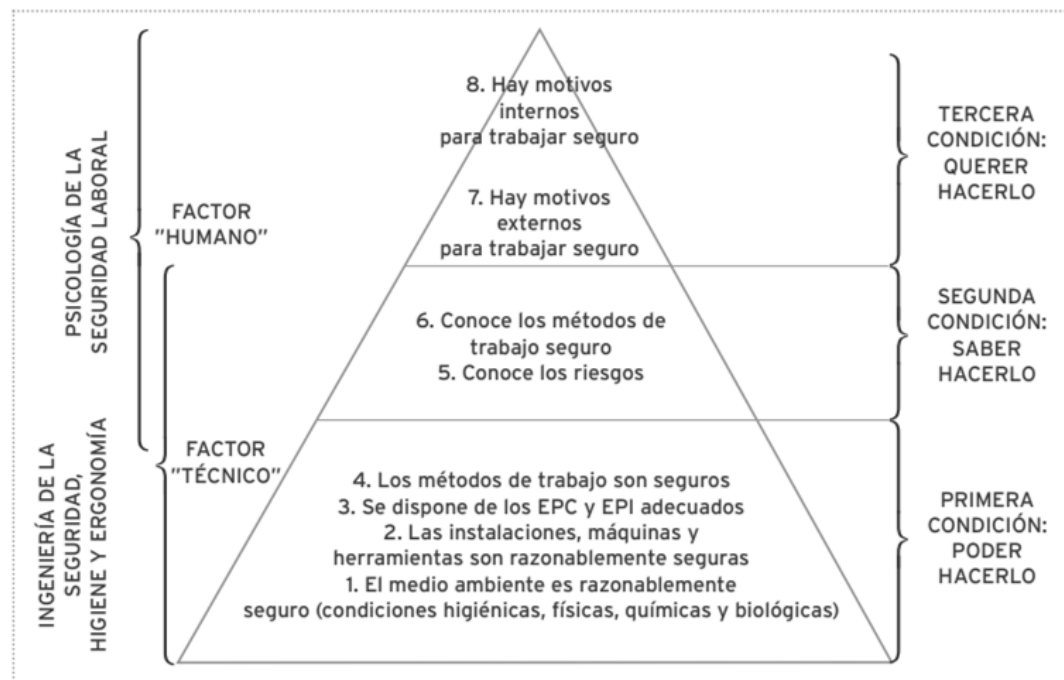 PSICOLOGÍA DE LA
SEGURIDAD LABORAL
INGENIERÍA DE LA
SEGURIDAD,
HIGIENE Y ERGONOMÍA
FACTOR
"HUMANO"
FACTOR
"TÉCNICO"
8. Hay motivos
internos
para trabajar seguro
7. Hay motivos
externos
para trabajar seguro
6. Conoce los métodos de
trabajo seguro
5. Conoce los riesgos
4. Los métodos de trabajo son seguros
3. Se dispone de los EPC y EPI adecuados
2. Las instalaciones, máquinas y
herramientas son razonablemente seguras
1. El medio ambiente es razonablemente
seguro (condiciones higiénicas, físicas, químicas y biológicas)
TERCERA
CONDICIÓN:
QUERER
HACERLO
SEGUNDA
CONDICIÓN:
SABER
HACERLO
PRIMERA
CONDICIÓN:
PODER
HACERLO